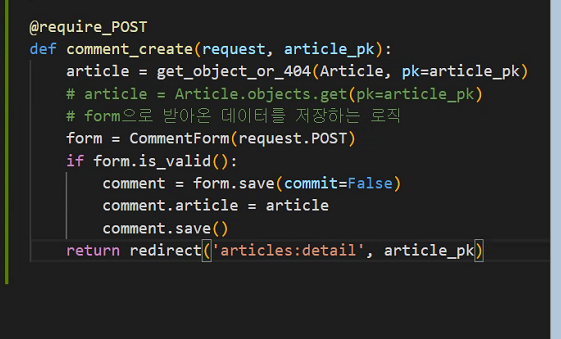 @require_POST
def comment_create(request, article_pk):
    article = get_object_or_404(Article, pk=article_pk)
    # article = Article.objects.get(pk=article_pk)
    # form으로 받아온 데이터를 저장하는 로직
    form = CommentForm(request.POST)
    if form.is_valid():
        comment = form.save(commit=False)
        comment.article = article
        comment.save()
    return redirect('articles:detail', article_pk)